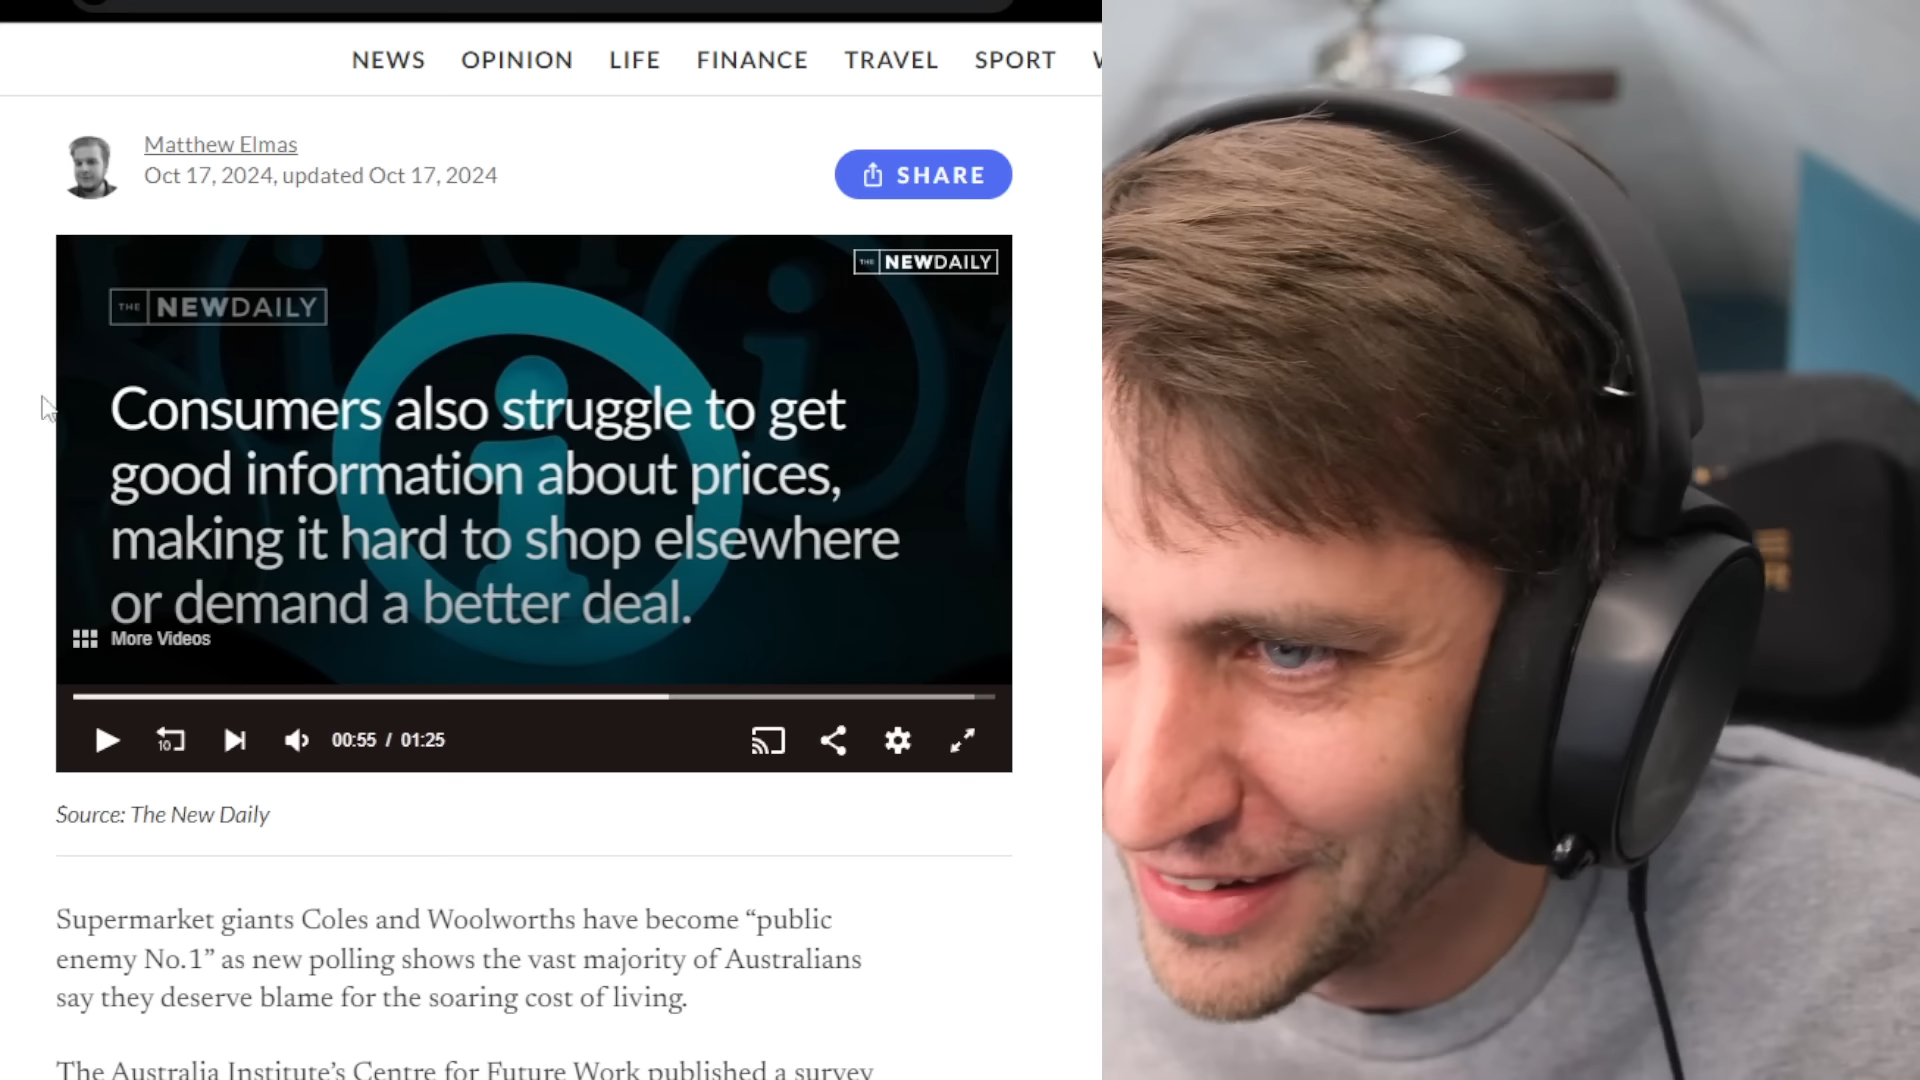 NEWS OPINION LIFE FINANCE TRAVEL SPORT
Matthew Elmas
Oct 17, 2024, updated Oct 17, 2024
SHARE
THE NEWDAILY
THE NEWDAILY
Consumers also struggle to get
good information about prices,
making it hard to shop elsewhere
or demand a better deal.
More Videos
10
00:55 / 01:25
Source: The New Daily
Supermarket giants Coles and Woolworths have become “public
enemy No.1” as new polling shows the vast majority of Australians
say they deserve blame for the soaring cost of living.
The Australia Institute’s Centre for Future Work published a survey